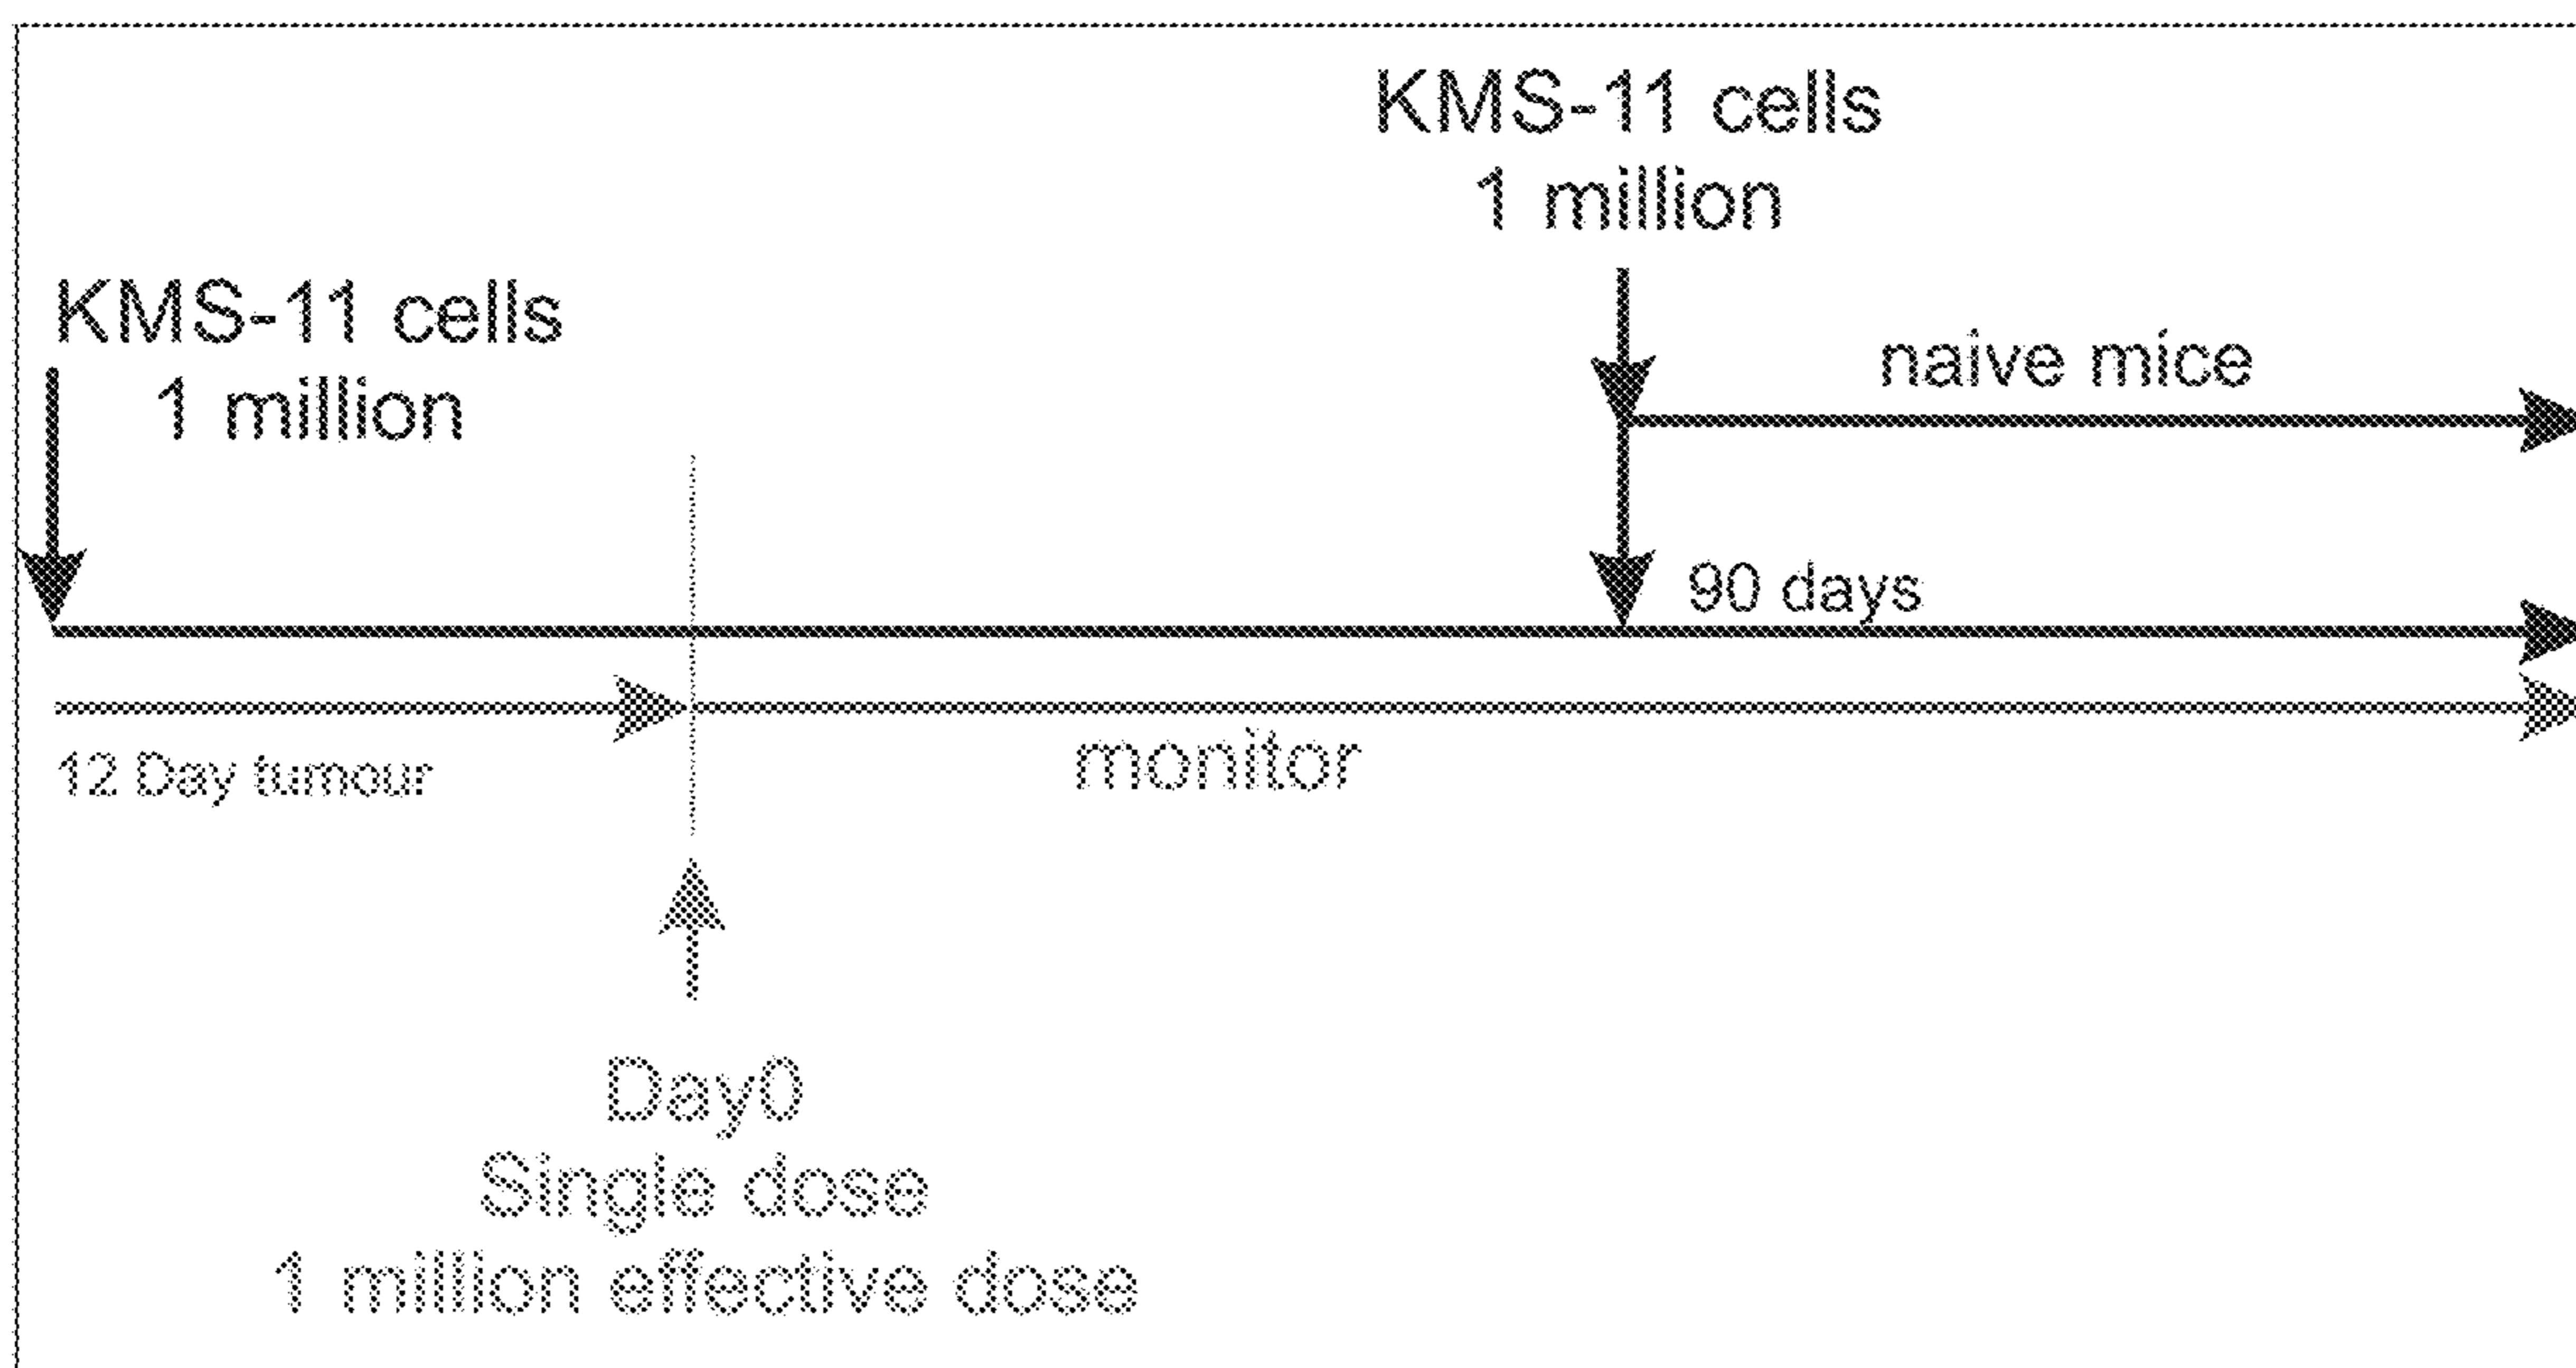 KMS-11 cells
1 million
KMS-11 cells
1 million
naive mice
90 days
12 Day tumour
monitor
Day0
Single dose
1 million effective dose